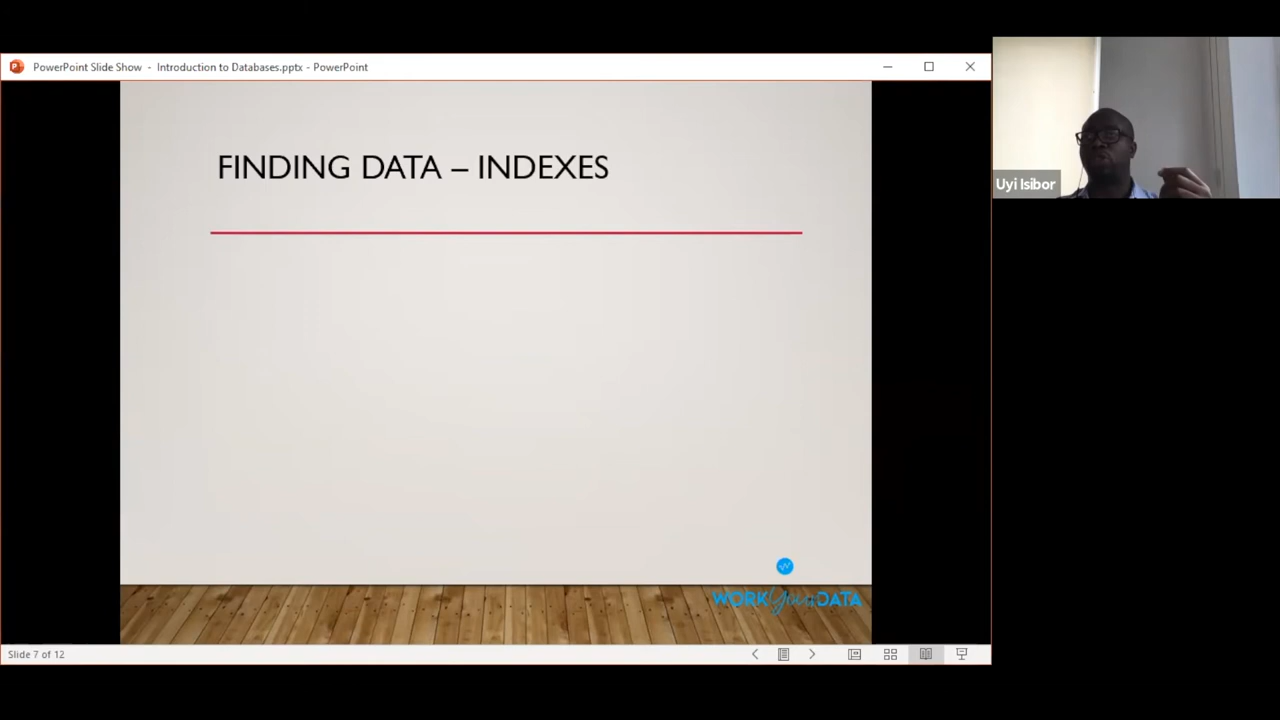 PowerPoint Slide Show - Introduction to Databases.pptx - PowerPoint
FINDING DATA – INDEXES
Uyi Isibor
WORK Your DATA
Slide 7 of 12